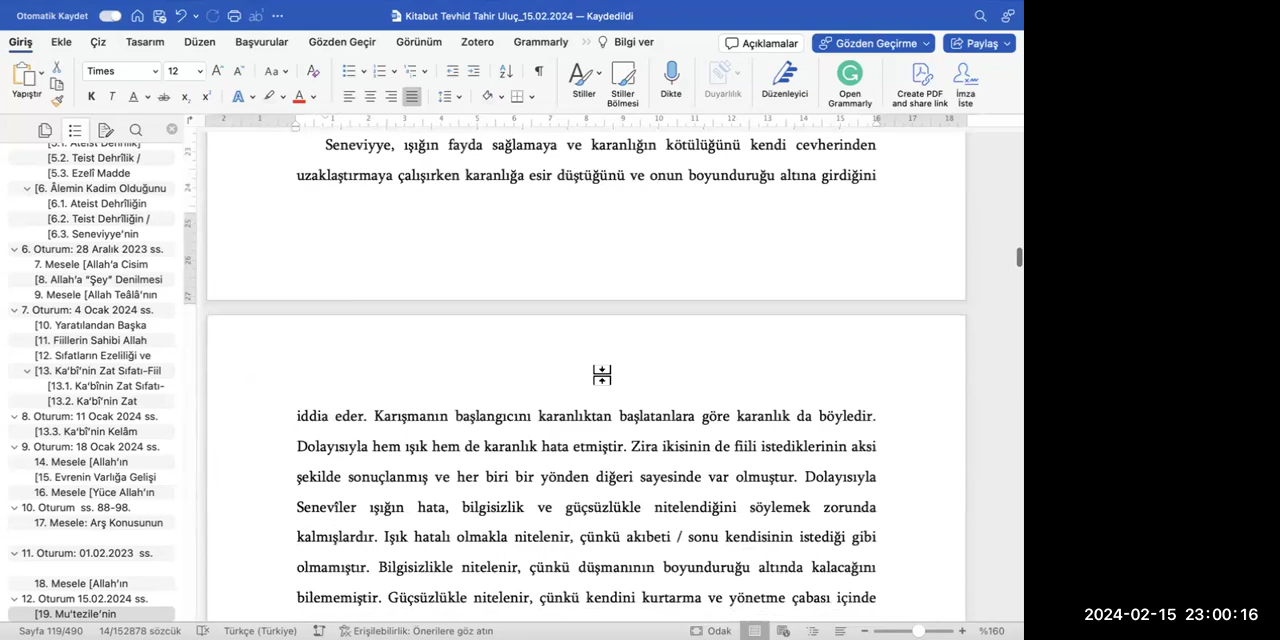 Otomatik Kaydet
Kitabut Tevhid Tahir Uluç_15.02.2024 — Kaydedildi
Giriş Ekle Çiz Tasarım Düzen Başvurular Gözden Geçir Görünüm Zotero Grammarly Bilgi ver Açıklamalar Gözden Geçirme Paylaş
Yapıştır
Times 12
Stiller
Stiller Bölmesi
Dikte
Duyarlılık
Düzenleyici
Open Grammarly
Create PDF and share link
İmza İste
[5.1. Ateist Dehrîlik]
[5.2. Teist Dehrîlik /
[5.3. Ezelî Madde
[6. Âlemin Kadim Olduğunu
[6.1. Ateist Dehrîliğin
[6.2. Teist Dehrîliğin /
[6.3. Seneviyye'nin
6. Oturum: 28 Aralık 2023 ss.
7. Mesele [Allah'a Cisim
[8. Allah'a "Şey" Denilmesi
9. Mesele [Allah Teâlâ'nın
7. Oturum: 4 Ocak 2024 ss.
[10. Yaratılandan Başka
[11. Fiillerin Sahibi Allah
[12. Sıfatların Ezeliliği ve
[13. Ka'bî'nin Zat Sıfatı-Fiil
[13.1. Ka'bînin Zat Sıfatı-
[13.2. Ka'bî'nin Zat
8. Oturum: 11 Ocak 2024 ss.
[13.3. Ka'bî'nin Kelâm
9. Oturum: 18 Ocak 2024 ss.
14. Mesele [Allah'ın
[15. Evrenin Varlığa Gelişi
16. Mesele [Yüce Allah'ın
10. Oturum ss. 88-98.
17. Mesele: Arş Konusunun
11. Oturum: 01.02.2023 ss.
18. Mesele [Allah'ın
12. Oturum 15.02.2024 ss.
[19. Mu'tezile'nin
Seneviyye, ışığın fayda sağlamaya ve karanlığın kötülüğünü kendi cevherinden
uzaklaştırmaya çalışırken karanlığa esir düştüğünü ve onun boyunduruğu altına girdiğini
iddia eder. Karışmanın başlangıcını karanlıktan başlatanlara göre karanlık da böyledir.
Dolayısıyla hem ışık hem de karanlık hata etmiştir. Zira ikisinin de fiili istediklerinin aksi
şekilde sonuçlanmış ve her biri bir yönden diğeri sayesinde var olmuştur. Dolayısıyla
Senevîler ışığın hata, bilgisizlik ve güçsüzlükle nitelendiğini söylemek zorunda
kalmışlardır. Işık hatalı olmakla nitelenir, çünkü akıbeti / sonu kendisinin istediği gibi
olmamıştır. Bilgisizlikle nitelenir, çünkü düşmanının boyunduruğu altında kalacağını
bilememiştir. Güçsüzlükle nitelenir, çünkü kendini kurtarma ve yönetme çabası içinde
Sayfa 119/490 14/152878 sözcük Türkçe (Türkiye) Erişilebilirlik: Önerilere göz atın Odak %160
2024-02-15 23:00:16